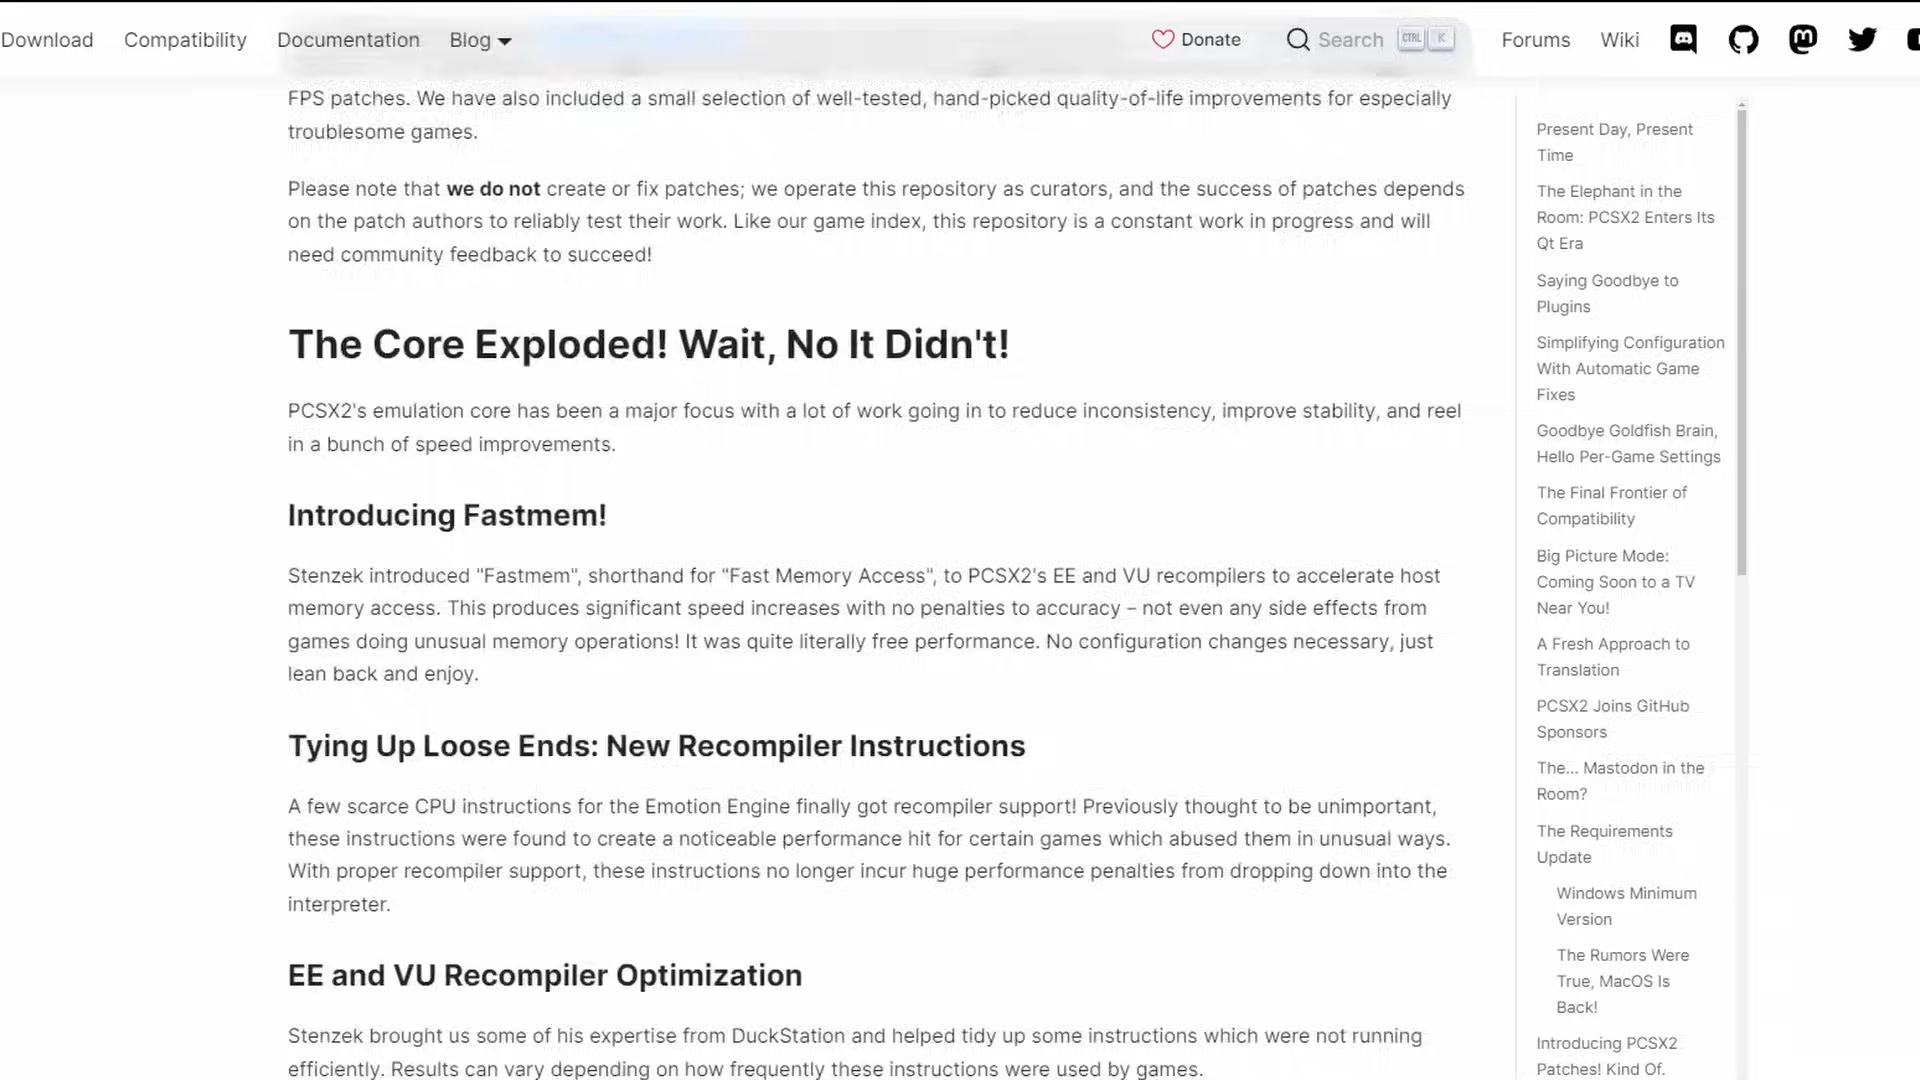 Download Compatibility Documentation Blog Donate Search CTRL K Forums Wiki
FPS patches. We have also included a small selection of well-tested, hand-picked quality-of-life improvements for especially
troublesome games.
Please note that we do not create or fix patches; we operate this repository as curators, and the success of patches depends
on the patch authors to reliably test their work. Like our game index, this repository is a constant work in progress and will
need community feedback to succeed!
The Core Exploded! Wait, No It Didn't!
PCSX2's emulation core has been a major focus with a lot of work going in to reduce inconsistency, improve stability, and reel
in a bunch of speed improvements.
Introducing Fastmem!
Stenzek introduced "Fastmem", shorthand for "Fast Memory Access", to PCSX2's EE and VU recompilers to accelerate host
memory access. This produces significant speed increases with no penalties to accuracy – not even any side effects from
games doing unusual memory operations! It was quite literally free performance. No configuration changes necessary, just
lean back and enjoy.
Tying Up Loose Ends: New Recompiler Instructions
A few scarce CPU instructions for the Emotion Engine finally got recompiler support! Previously thought to be unimportant,
these instructions were found to create a noticeable performance hit for certain games which abused them in unusual ways.
With proper recompiler support, these instructions no longer incur huge performance penalties from dropping down into the
interpreter.
EE and VU Recompiler Optimization
Stenzek brought us some of his expertise from DuckStation and helped tidy up some instructions which were not running
efficiently. Results can vary depending on how frequently these instructions were used by games.
Present Day, Present
Time
The Elephant in the
Room: PCSX2 Enters Its
Qt Era
Saying Goodbye to
Plugins
Simplifying Configuration
With Automatic Game
Fixes
Goodbye Goldfish Brain,
Hello Per-Game Settings
The Final Frontier of
Compatibility
Big Picture Mode:
Coming Soon to a TV
Near You!
A Fresh Approach to
Translation
PCSX2 Joins GitHub
Sponsors
The... Mastodon in the
Room?
The Requirements
Update
Windows Minimum
Version
The Rumors Were
True, MacOS Is
Back!
Introducing PCSX2
Patches! Kind Of.